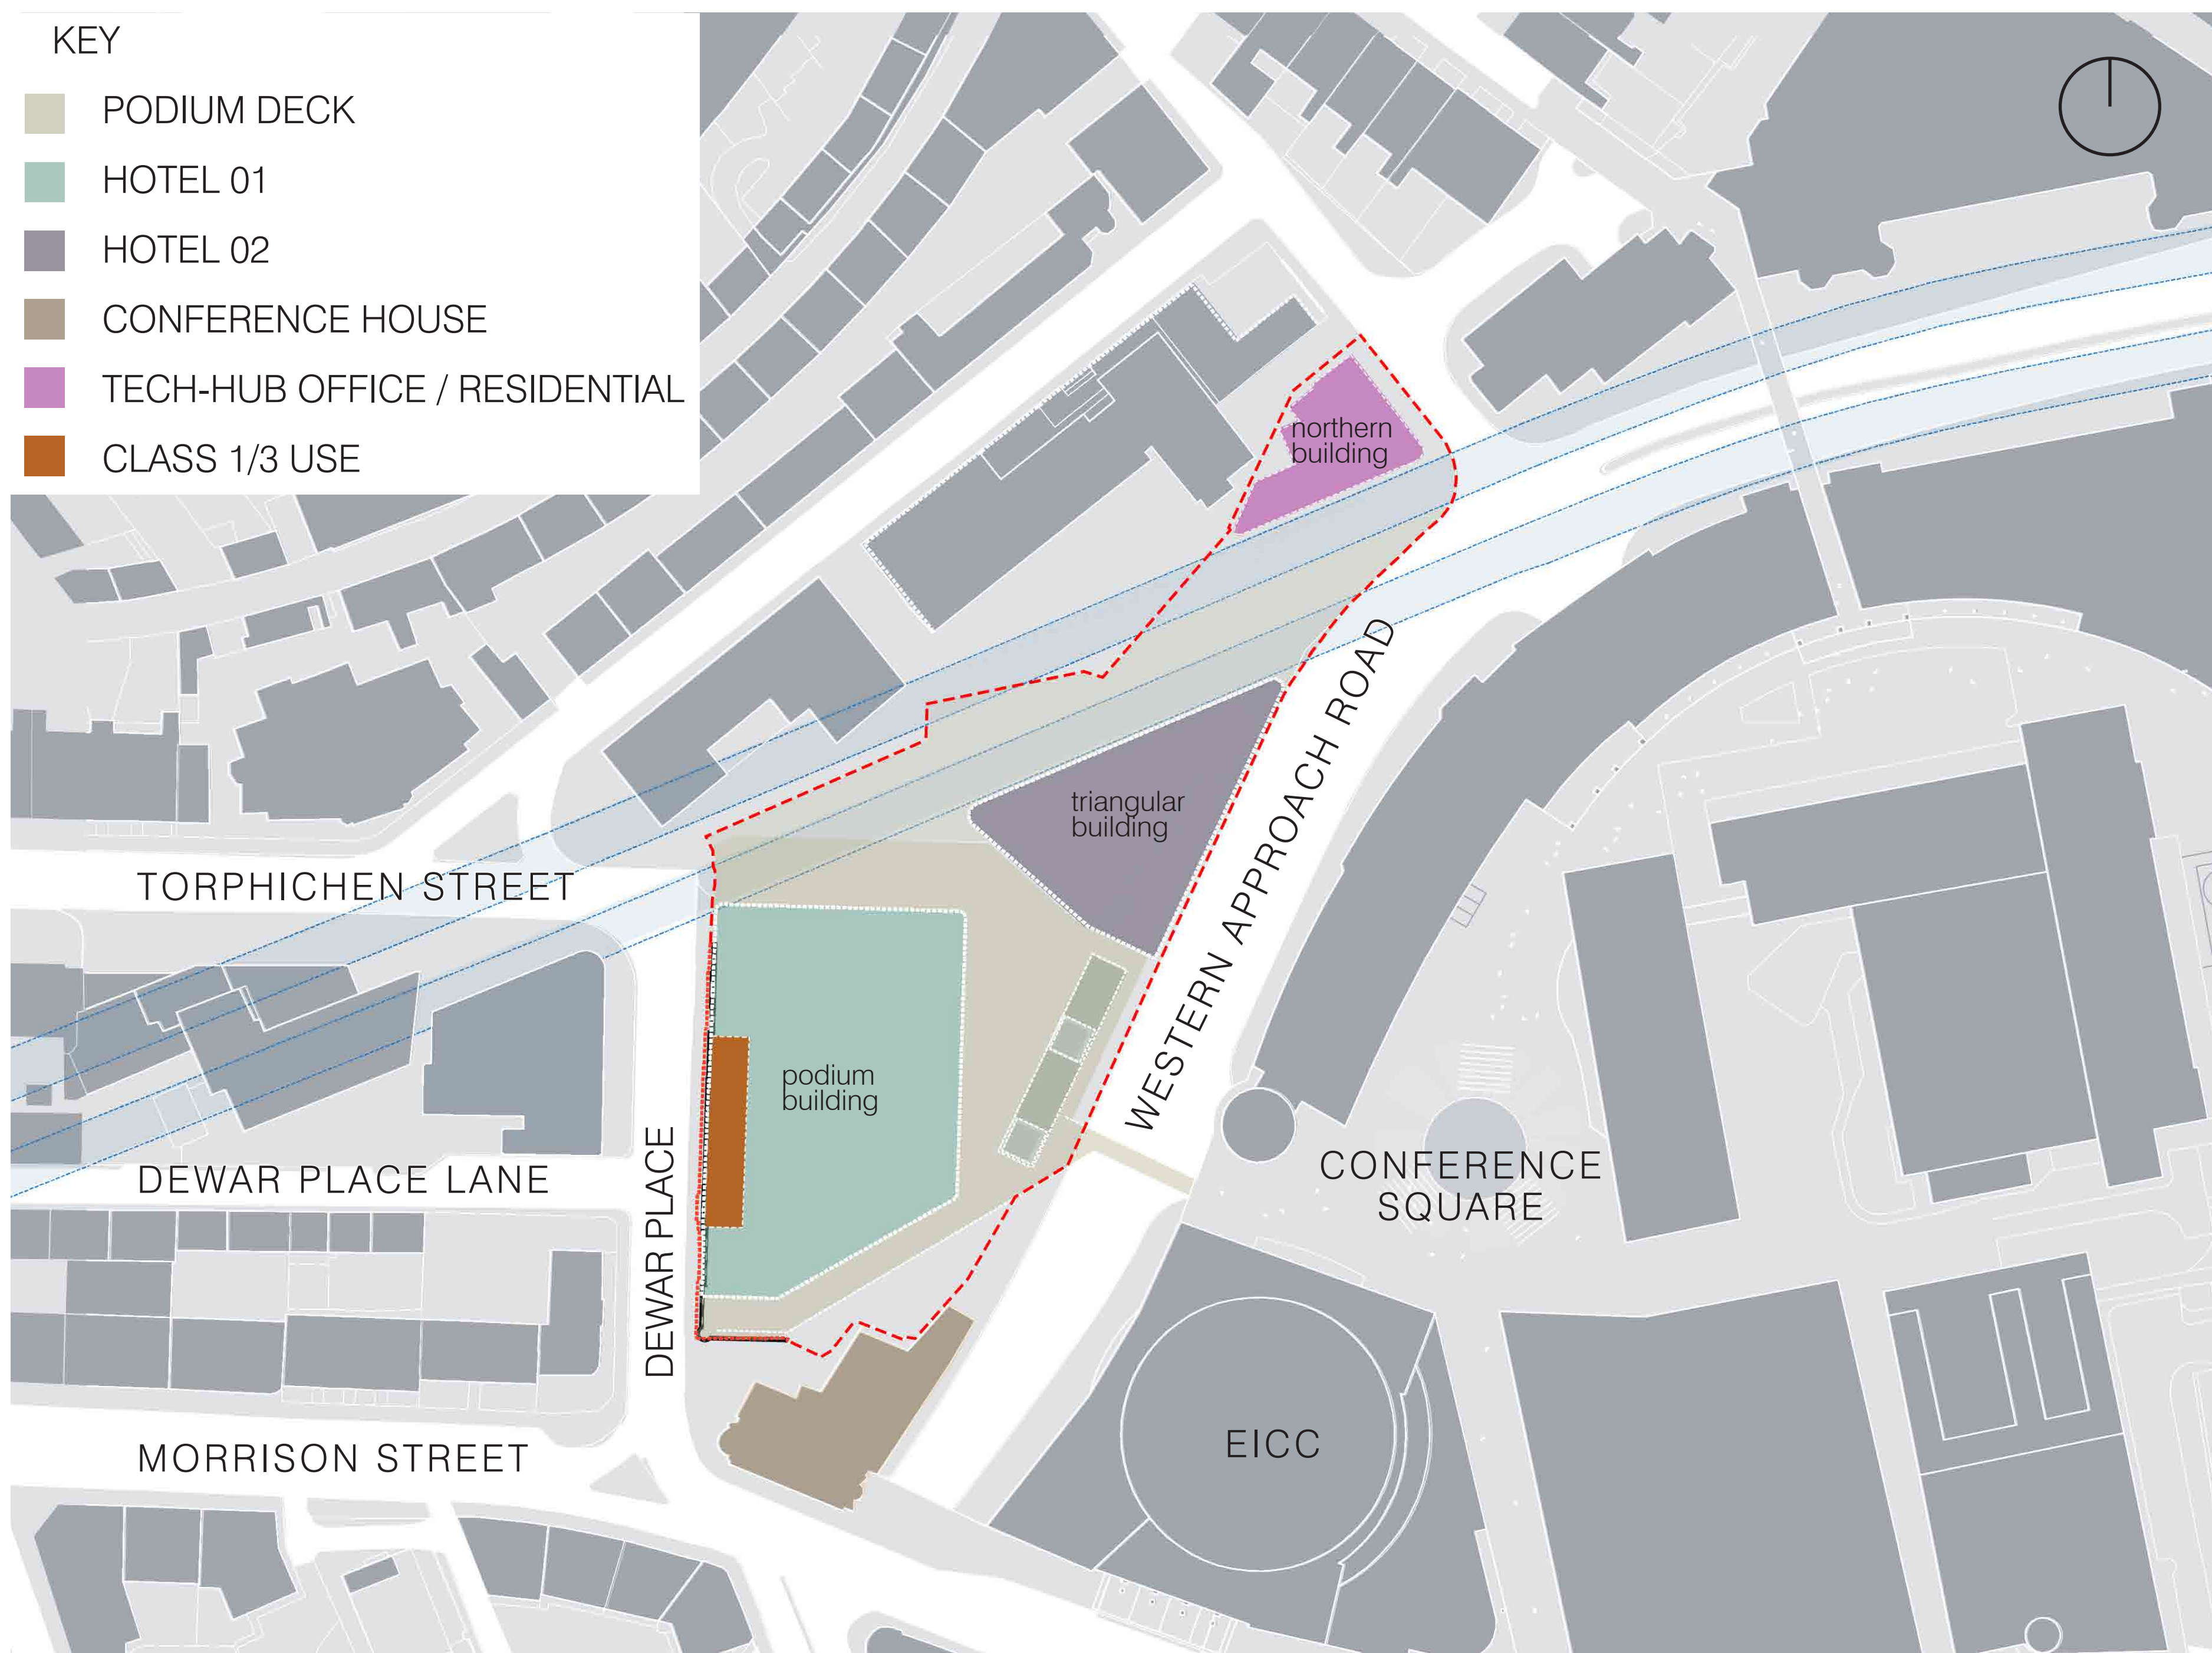 KEY
PODIUM DECK
HOTEL 01
HOTEL 02
CONFERENCE HOUSE
TECH-HUB OFFICE / RESIDENTIAL
CLASS 1/3 USE
northern
building
triangular
building
WESTERN APPROACH ROAD
TORPHICHEN STREET
podium
building
DEWAR PLACE LANE
DEWAR PLACE
CONFERENCE
SQUARE
MORRISON STREET
EICC